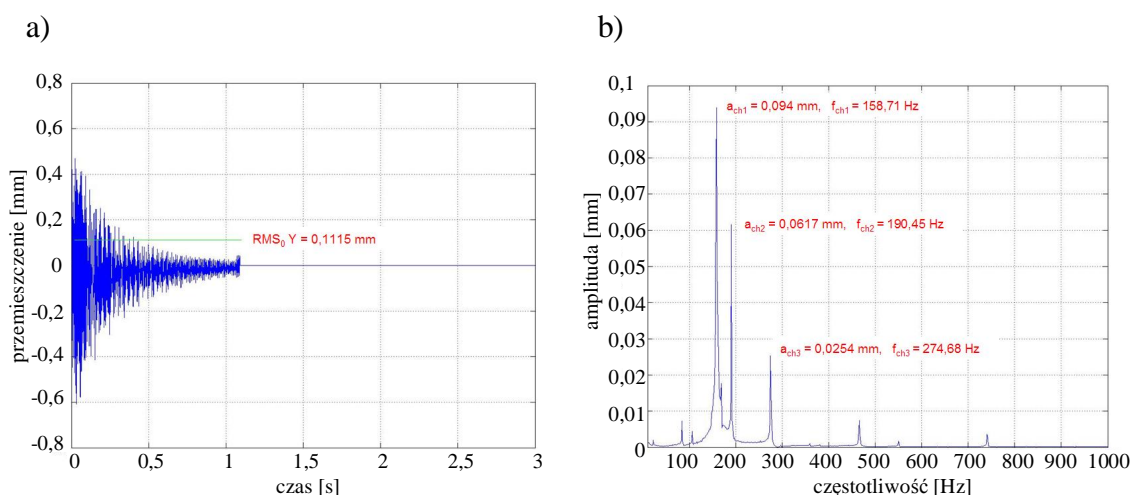 a)
0,8
0,6
0,4
0,2
0
-0,2
-0,4
-0,6
-0,8
przemieszczenie [mm]
RMS0 Y = 0,1115 mm
0 0,5 1 1,5 2 2,5 3
czas [s]
b)
0,1
0,09
0,08
0,07
0,06
0,05
0,04
0,03
0,02
0,01
0
amplituda [mm]
ach1 = 0,094 mm, fch1 = 158,71 Hz
ach2 = 0,0617 mm, fch2 = 190,45 Hz
ach3 = 0,0254 mm, fch3 = 274,68 Hz
100 200 300 400 500 600 700 800 900 1000
częstotliwość [Hz]